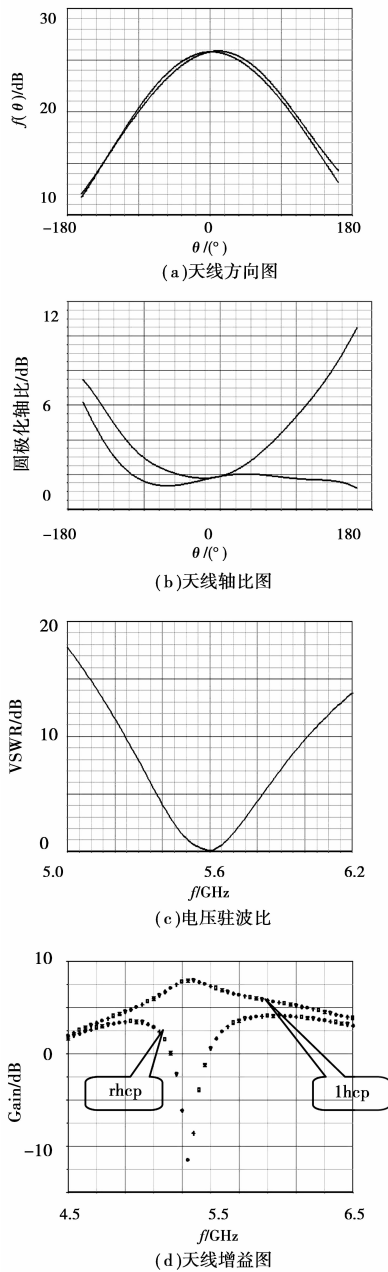 30
20
10
f(θ)/dB
-180 0 180
θ/(°)
(a)天线方向图
12
6
0
圆极化轴比/dB
-180 0 180
θ/(°)
(b)天线轴比图
20
10
0
VSWR/dB
5.0 5.6 6.2
f/GHz
(c)电压驻波比
10
0
-10
Gain/dB
rhcp
lhcp
4.5 5.5 6.5
f/GHz
(d)天线增益图